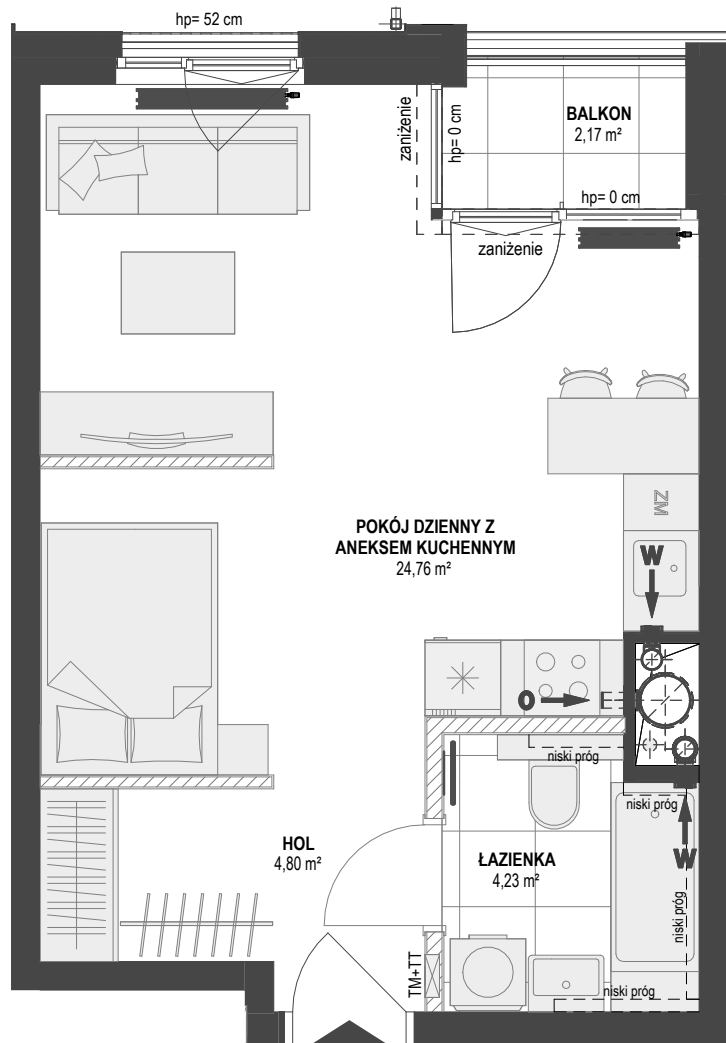 hp= 52 cm
BALKON
2,17 m²
zaniżenie
hp= 0 cm
hp= 0 cm
zaniżenie
ZM
POKÓJ DZIENNY Z
ANEKSEM KUCHENNYM
24,76 m²
W
O
niski próg
niski próg
HOL
4,80 m²
ŁAZIENKA
4,23 m²
W
niski próg
TM+TT
niski próg